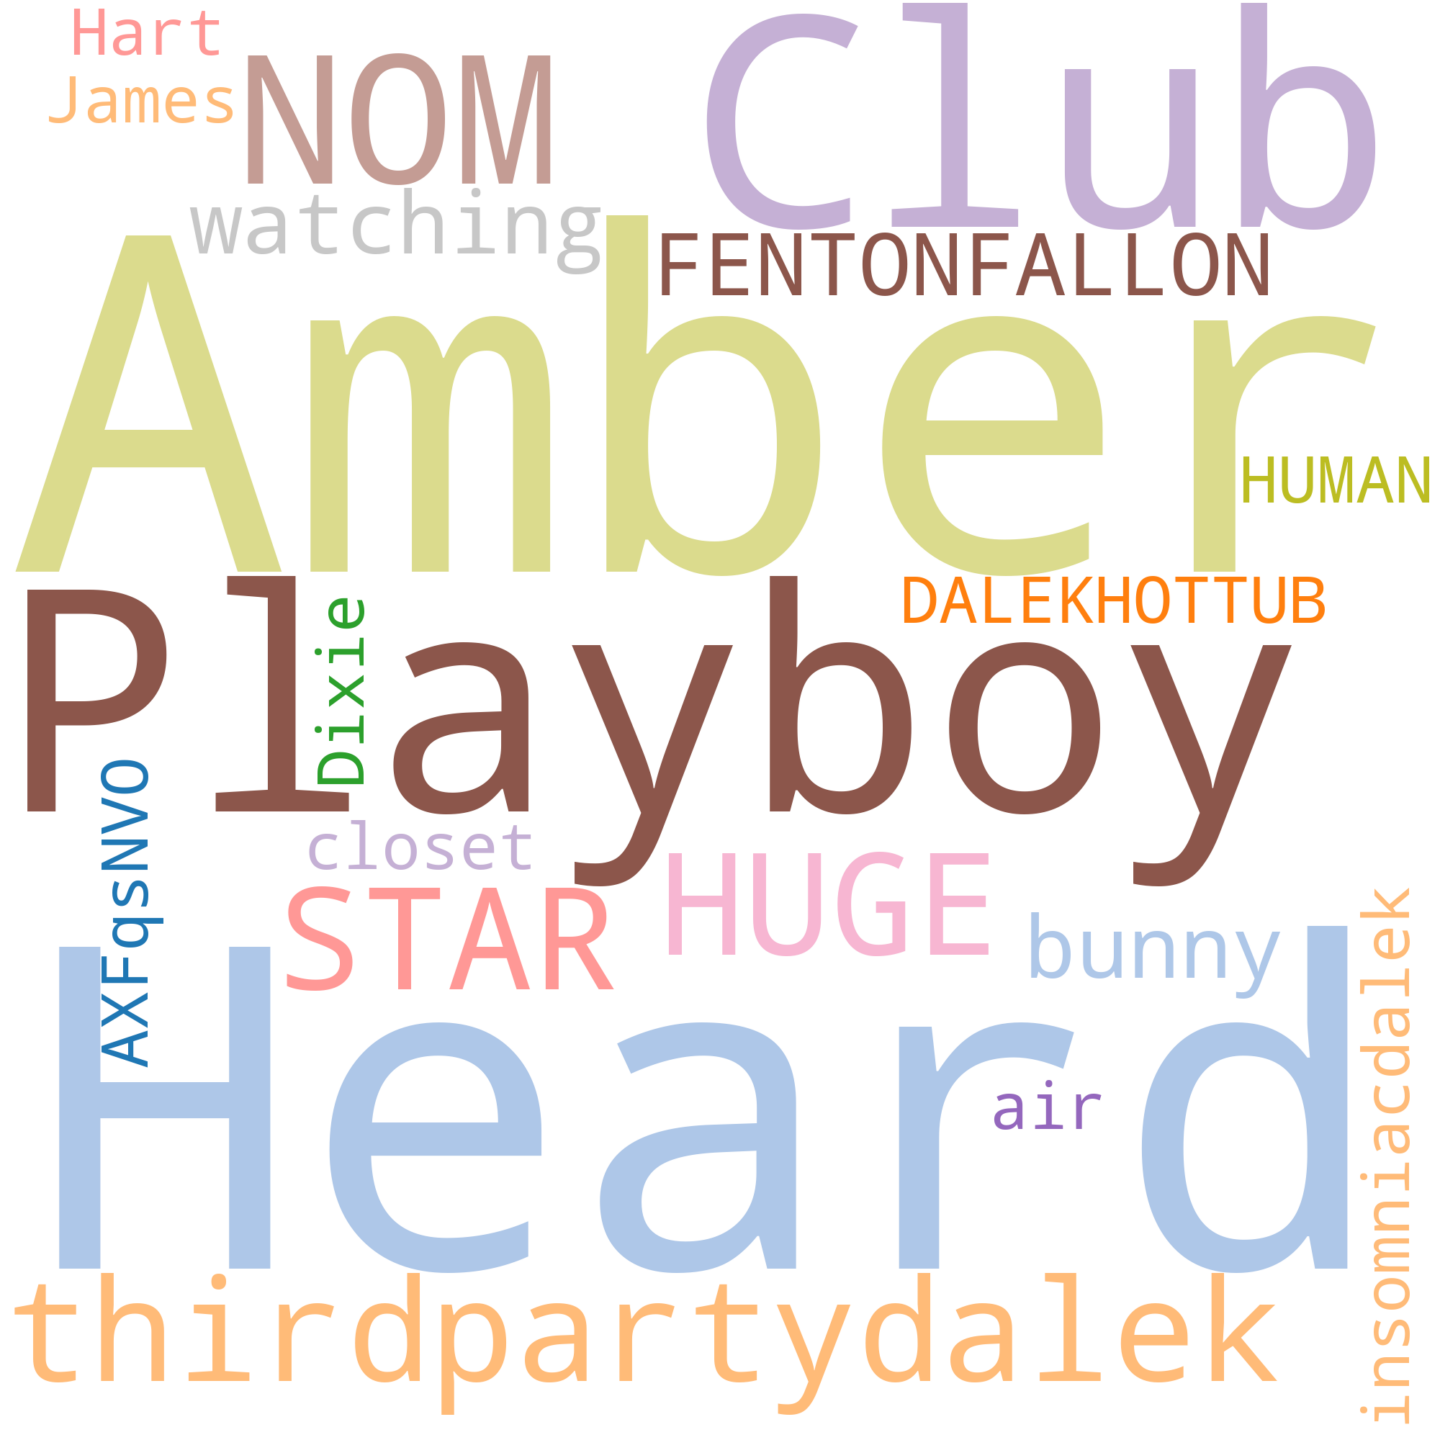 Hart
James
NOM
Club
watching
FENTONFALLON
Amber
HUMAN
DALEKHOTTUB
Playboy
Dixie
AXFqsNVO
closet
STAR
HUGE
bunny
insomniacdalek
Heard
air
thirdpartydalek